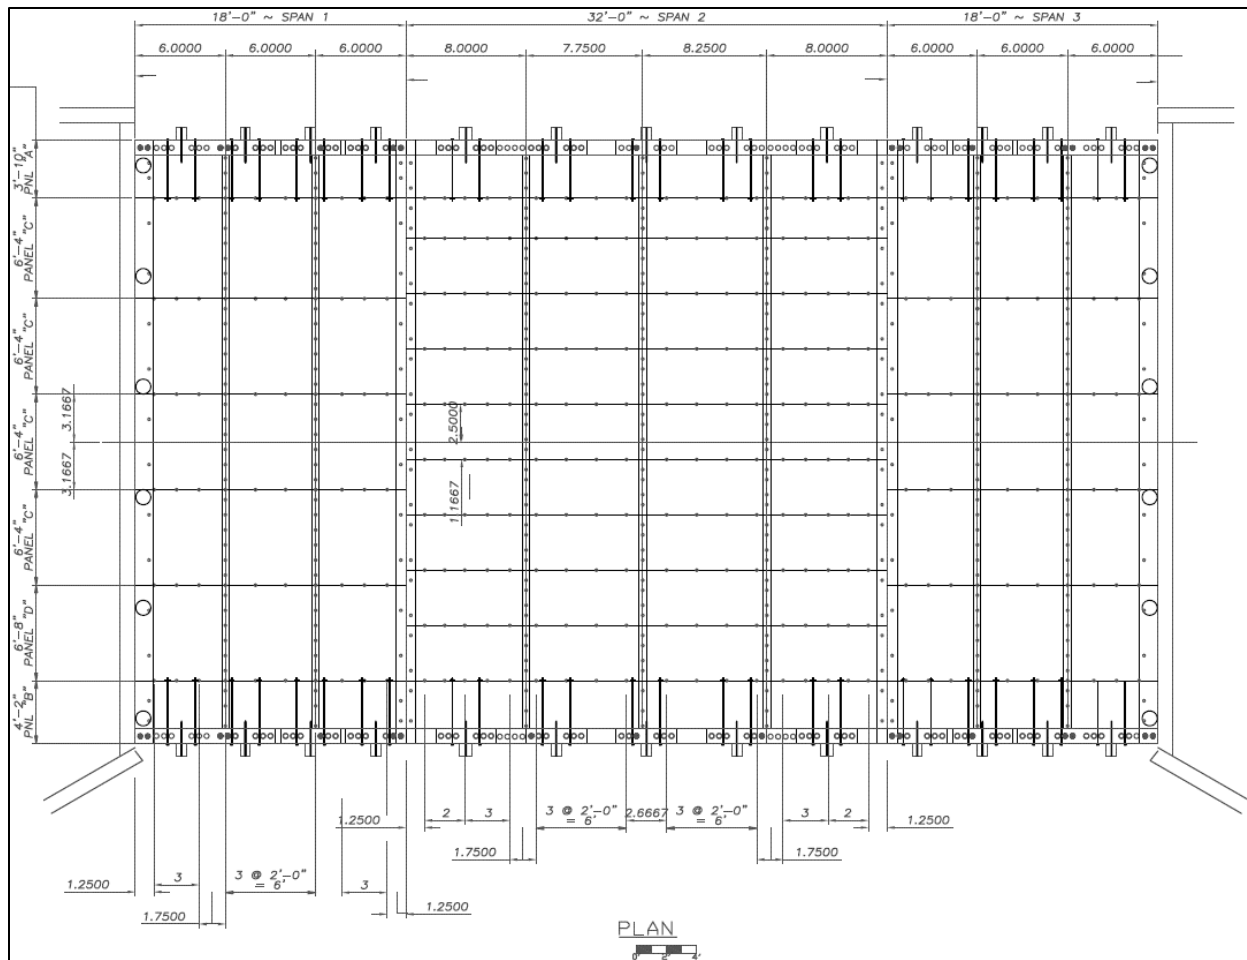 18'-0" ~ SPAN 1
32'-0" ~ SPAN 2
18'-0" ~ SPAN 3
6.0000
6.0000
6.0000
8.0000
7.7500
8.2500
8.0000
6.0000
6.0000
6.0000
3'-10"
PNL "A"
6'-4"
PANEL "C"
6'-4"
PANEL "C"
6'-4"
PANEL "C"
6'-4"
PANEL "C"
6'-8"
PANEL "D"
4'-2"
PNL "B"
3.1667
3.1667
2.5000
1.1667
1.2500
2
3
3 @ 2'-0"
= 6'
2.6667
3 @ 2'-0"
= 6'
3
2
1.2500
1.7500
1.7500
1.2500
3
3 @ 2'-0"
= 6'
3
1.2500
1.7500
PLAN
0' 2' 4'